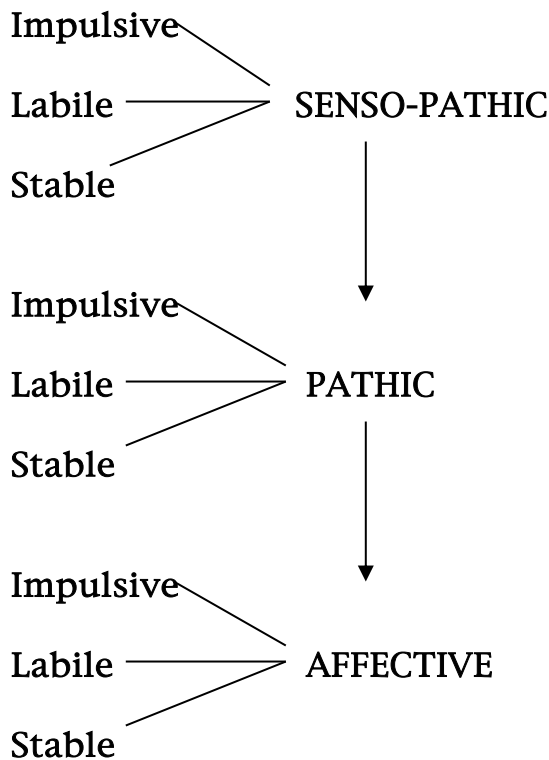 Impulsive
Labile SENSO-PATHIC
Stable
Impulsive
Labile PATHIC
Stable
Impulsive
Labile AFFECTIVE
Stable